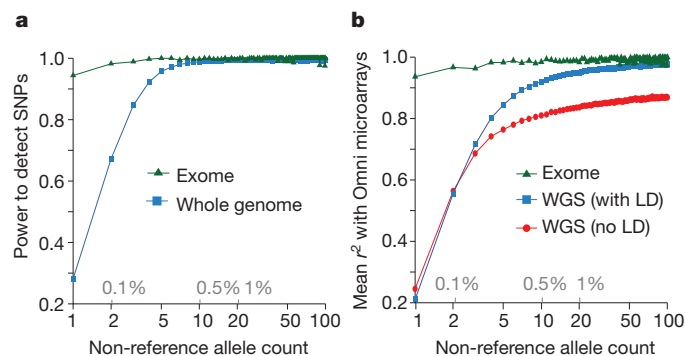 a
Power to detect SNPs
1.0
0.8
0.6
0.4
0.2
Exome
Whole genome
0.1%
0.5%
1%
1
2
5
10
20
50
100
Non-reference allele count
b
Mean r² with Omni microarrays
1.0
0.8
0.6
0.4
0.2
Exome
WGS (with LD)
WGS (no LD)
0.1%
0.5%
1%
1
2
5
10
20
50
100
Non-reference allele count